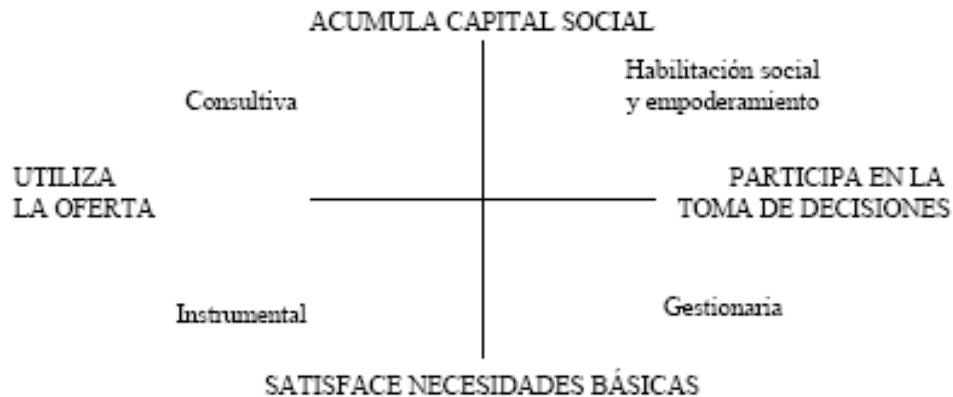 ACUMULA CAPITAL SOCIAL
Consultiva
Habilitación social
y empoderamiento
UTILIZA
LA OFERTA
PARTICIPA EN LA
TOMA DE DECISIONES
Instrumental
Gestionaria
SATISFACE NECESIDADES BÁSICAS